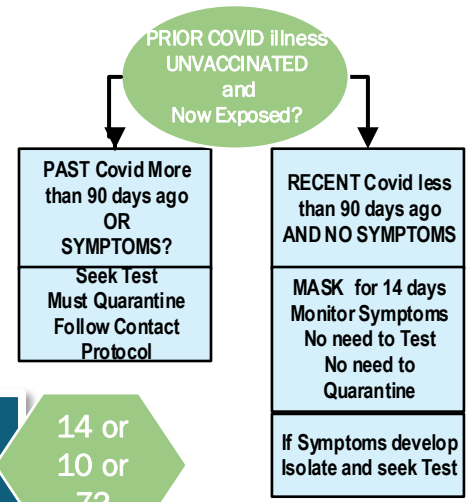 PRIOR COVID illness
UNVACCINATED
and
Now Exposed?
PAST Covid More
than 90 days ago
OR
SYMPTOMS?
Seek Test
Must Quarantine
Follow Contact
Protocol
RECENT Covid less
than 90 days ago
AND NO SYMPTOMS
MASK for 14 days
Monitor Symptoms
No need to Test
No need to
Quarantine
If Symptoms develop
Isolate and seek Test
14 or
10 or